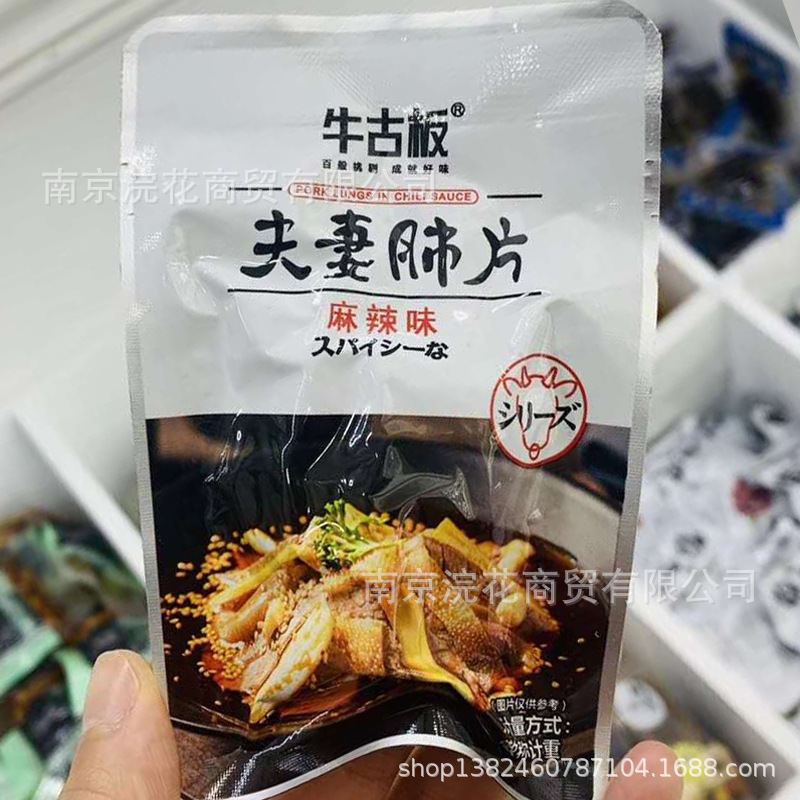 牛古板®
百般挑剔 成就好味
南京浣花商贸有限公司
PORK LUNGS IN CHILI SAUCE
夫妻肺片
麻辣味
スパイシーな
シリーズ
南京浣花商贸有限公司
(图片仅供参考)
计量方式:
称计重
shop1382460787104.1688.com